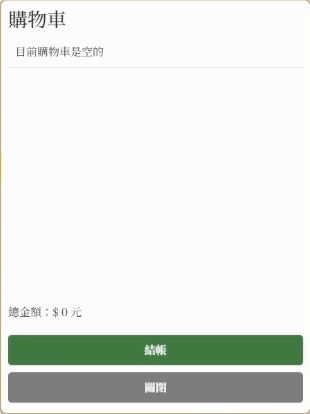 購物車
目前購物車是空的
總金額：$ 0 元
結帳
關閉